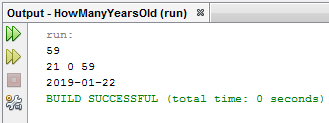 Output - HowManyYearsOld (run)
run:
59
21 0 59
2019-01-22
BUILD SUCCESSFUL (total time: 0 seconds)